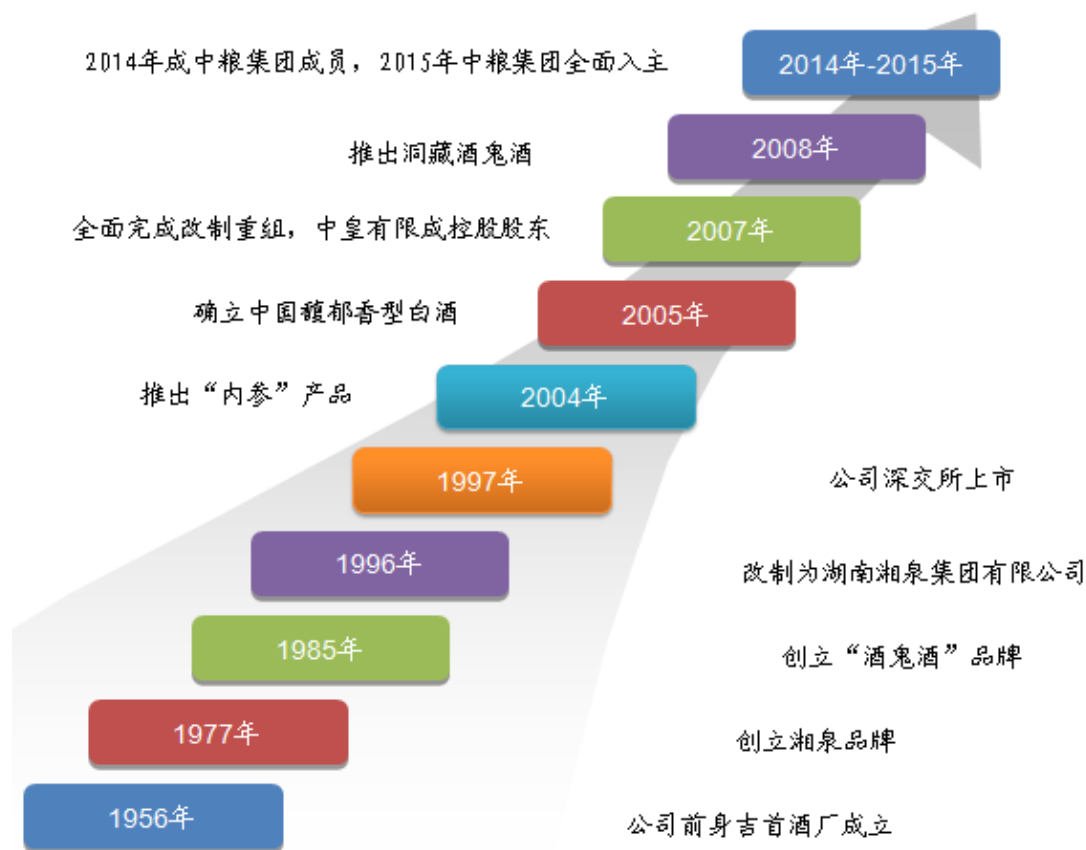 2014年成中粮集团成员，2015年中粮集团全面入主
2014年-2015年
推出洞藏酒鬼酒
2008年
全面完成改制重组，中皇有限成控股股东
2007年
确立中国馥郁香型白酒
2005年
推出“内参”产品
2004年
1997年
公司深交所上市
1996年
改制为湖南湘泉集团有限公司
1985年
创立“酒鬼酒”品牌
1977年
创立湘泉品牌
1956年
公司前身吉首酒厂成立